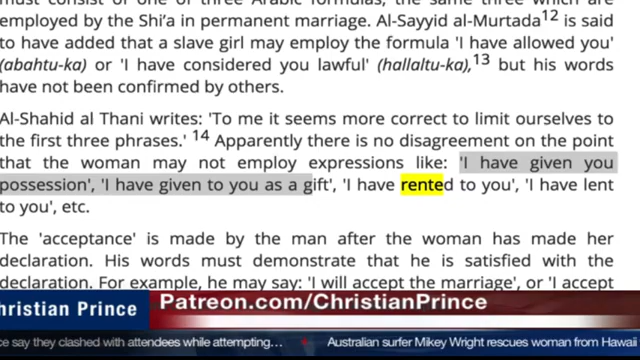 must consist of one of three Arabic formulas, the same three which are
employed by the Shi'a in permanent marriage. Al-Sayyid al-Murtada12 is said
to have added that a slave girl may employ the formula 'I have allowed you'
(abahtu-ka) or 'I have considered you lawful' (hallaltu-ka),13 but his words
have not been confirmed by others.
Al-Shahid al Thani writes: 'To me it seems more correct to limit ourselves to
the first three phrases.' 14 Apparently there is no disagreement on the point
that the woman may not employ expressions like: 'I have given you
possession', 'I have given to you as a gift', 'I have rented to you', 'I have lent
to you', etc.
The 'acceptance' is made by the man after the woman has made her
declaration. His words must demonstrate that he is satisfied with the
declaration. For example, he may say: 'I will accept the marriage', or 'I accept
hristian Prince
Patreon.com/ChristianPrince
ce say they clashed with attendees while attempting... Australian surfer Mikey Wright rescues woman from Hawaii